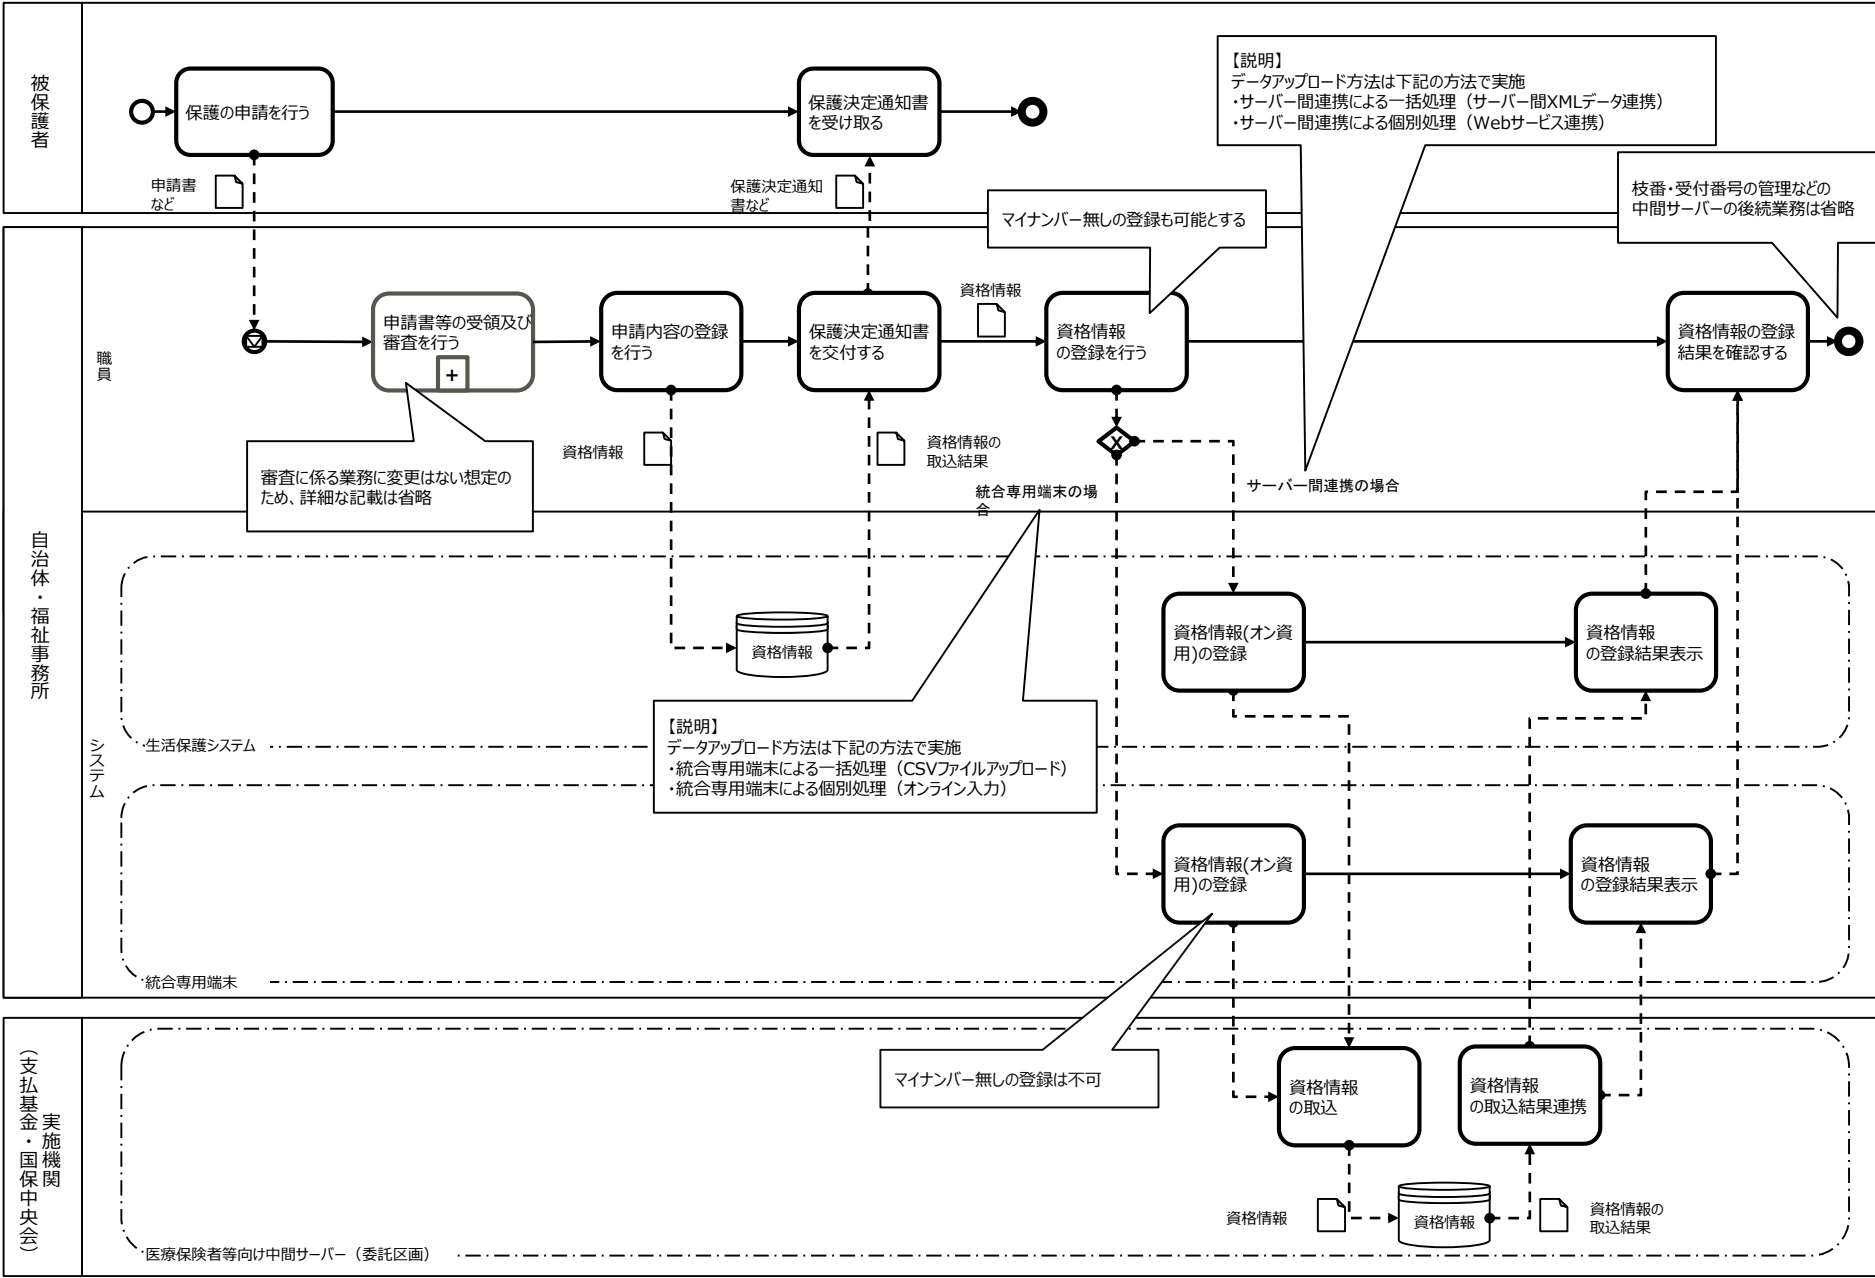 被保護者
保護の申請を行う
保護決定通知書
を受け取る
【説明】
データアップロード方法は下記の方法で実施
・サーバー間連携による一括処理（サーバー間XMLデータ連携）
・サーバー間連携による個別処理（Webサービス連携）
申請書
など
保護決定通知
書など
マイナンバー無しの登録も可能とする
枝番・受付番号の管理などの
中間サーバーの後続業務は省略
自治体・福祉事務所
職員
申請書等の受領及び
審査を行う
+
申請内容の登録
を行う
保護決定通知書
を交付する
資格情報
資格情報
の登録を行う
資格情報の登録
結果を確認する
審査に係る業務に変更はない想定の
ため、詳細な記載は省略
資格情報
資格情報の
取込結果
X
統合専用端末の場
合
サーバー間連携の場合
システム
資格情報
資格情報(オン資
用)の登録
資格情報
の登録結果表示
生活保護システム
【説明】
データアップロード方法は下記の方法で実施
・統合専用端末による一括処理（CSVファイルアップロード）
・統合専用端末による個別処理（オンライン入力）
資格情報(オン資
用)の登録
資格情報
の登録結果表示
統合専用端末
実施機関
（支払基金・国保中央会）
マイナンバー無しの登録は不可
資格情報
の取込
資格情報
の取込結果連携
資格情報
資格情報
資格情報の
取込結果
医療保険者等向け中間サーバー（委託区画）